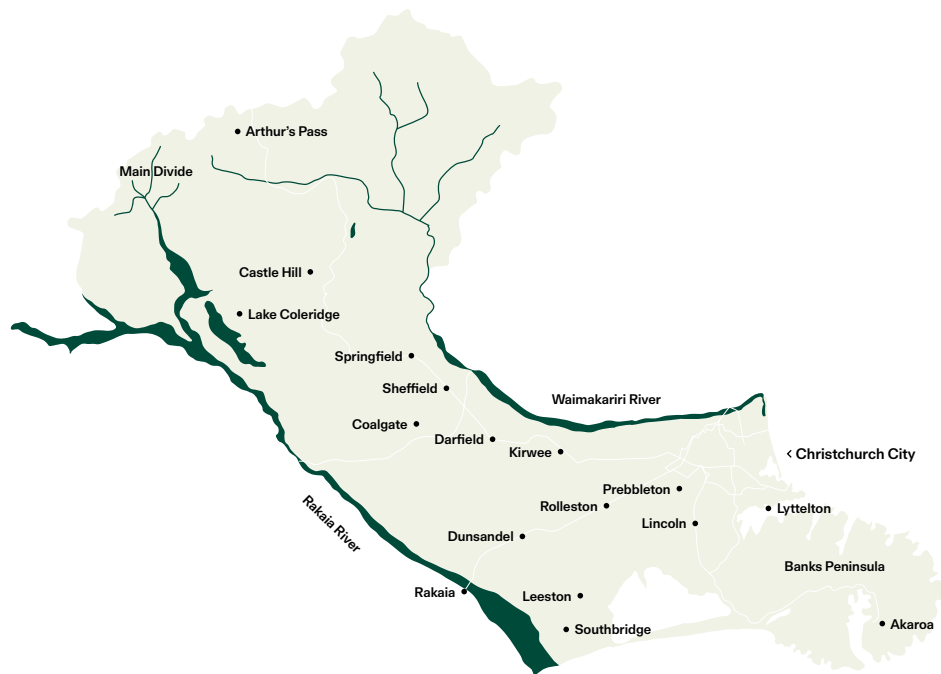 Arthur's Pass
Main Divide
Castle Hill
Lake Coleridge
Springfield
Sheffield
Waimakariri River
Coalgate
Darfield
Kirwee
‹ Christchurch City
Prebbleton
Rolleston
Lyttelton
Lincoln
Rakaia River
Dunsandel
Banks Peninsula
Rakaia
Leeston
Akaroa
Southbridge